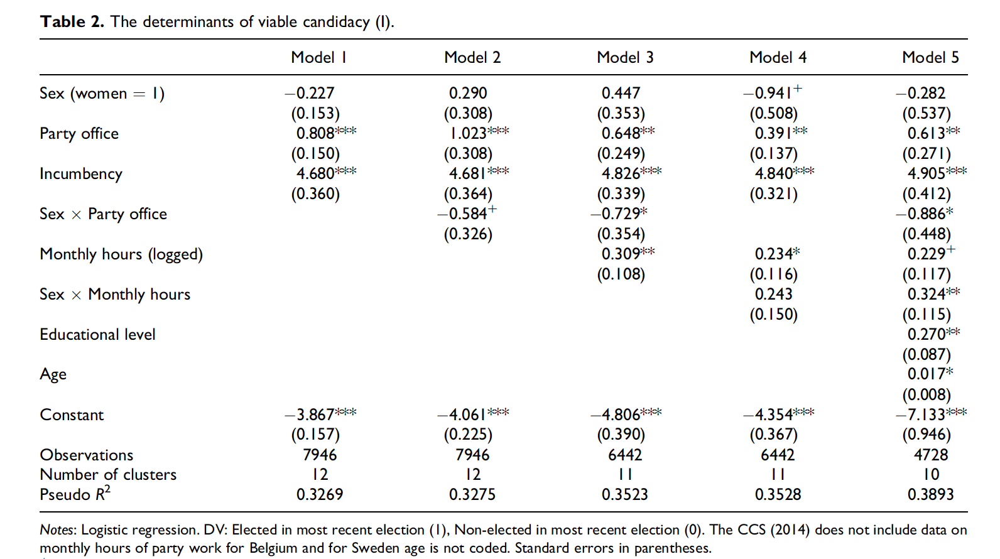 Table 2. The determinants of viable candidacy (I).
Model 1 Model 2 Model 3 Model 4 Model 5
Sex (women = 1) −0.227 0.290 0.447 −0.941+ −0.282
(0.153) (0.308) (0.353) (0.508) (0.537)
Party office 0.808*** 1.023*** 0.648** 0.391** 0.613**
(0.150) (0.308) (0.249) (0.137) (0.271)
Incumbency 4.680*** 4.681*** 4.826*** 4.840*** 4.905***
(0.360) (0.364) (0.339) (0.321) (0.412)
Sex × Party office −0.584+ −0.729* −0.886*
(0.326) (0.354) (0.448)
Monthly hours (logged) 0.309** 0.234* 0.229+
(0.108) (0.116) (0.117)
Sex × Monthly hours 0.243 0.324**
(0.150) (0.115)
Educational level 0.270**
(0.087)
Age 0.017*
(0.008)
Constant −3.867*** −4.061*** −4.806*** −4.354*** −7.133***
(0.157) (0.225) (0.390) (0.367) (0.946)
Observations 7946 7946 6442 6442 4728
Number of clusters 12 12 11 11 10
Pseudo R2 0.3269 0.3275 0.3523 0.3528 0.3893
Notes: Logistic regression. DV: Elected in most recent election (1), Non-elected in most recent election (0). The CCS (2014) does not include data on
monthly hours of party work for Belgium and for Sweden age is not coded. Standard errors in parentheses.